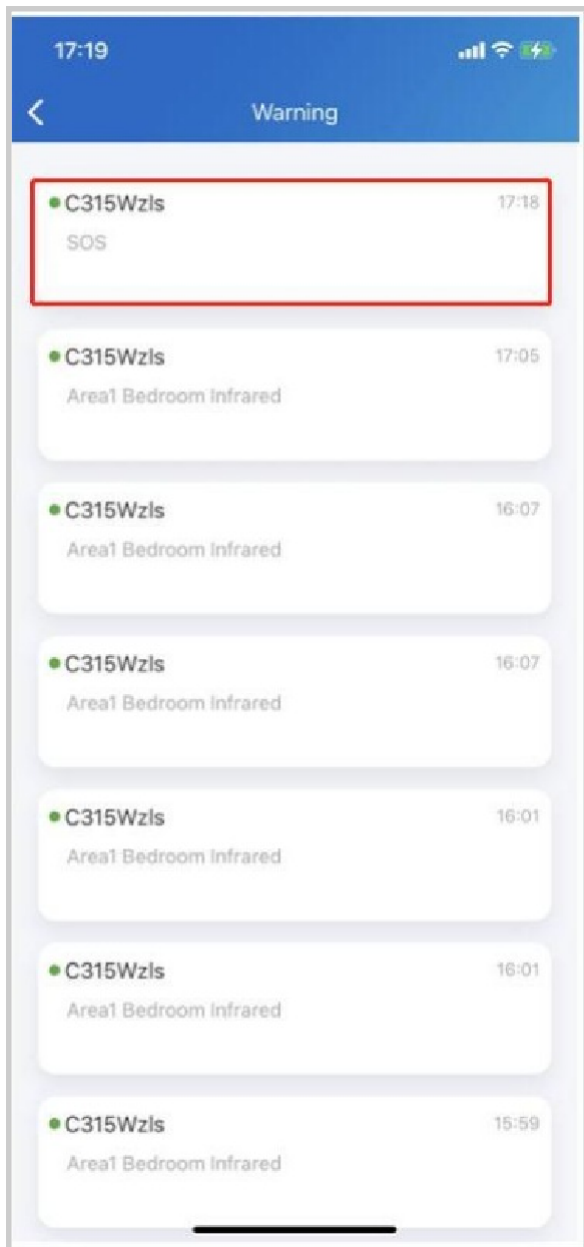 17:19
Warning
C315Wzls 17:18
SOS
C315Wzls 17:05
Area1 Bedroom Infrared
C315Wzls 16:07
Area1 Bedroom Infrared
C315Wzls 16:07
Area1 Bedroom Infrared
C315Wzls 16:01
Area1 Bedroom Infrared
C315Wzls 16:01
Area1 Bedroom Infrared
C315Wzls 15:59
Area1 Bedroom Infrared